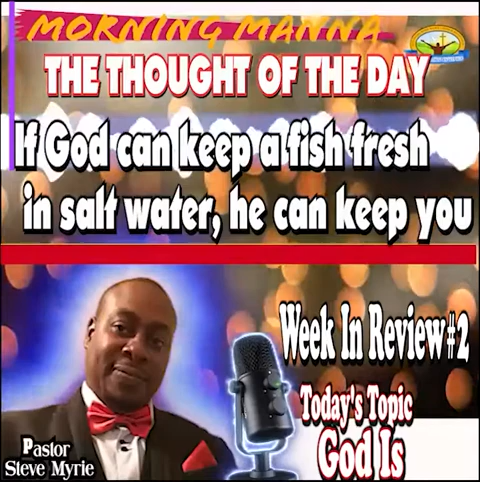 MORNING MANNA
THE THOUGHT OF THE DAY
If God can keep a fish fresh
in salt water, he can keep you
Week In Review#2
Today's Topic
God Is
Pastor
Steve Myrie